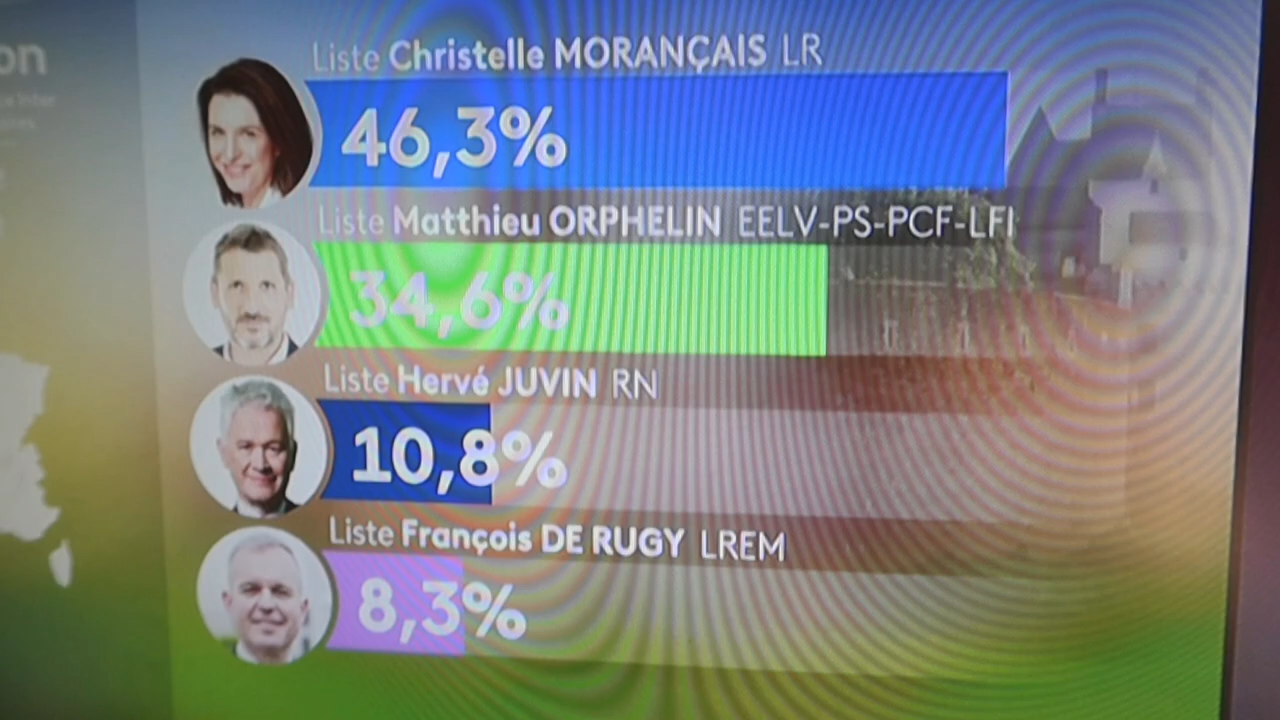 on
Liste Christelle MORANÇAIS LR
46,3%
Liste Matthieu ORPHELIN EELV-PS-PCF-LFI
34,6%
Liste Hervé JUVIN RN
10,8%
Liste François DE RUGY LREM
8,3%